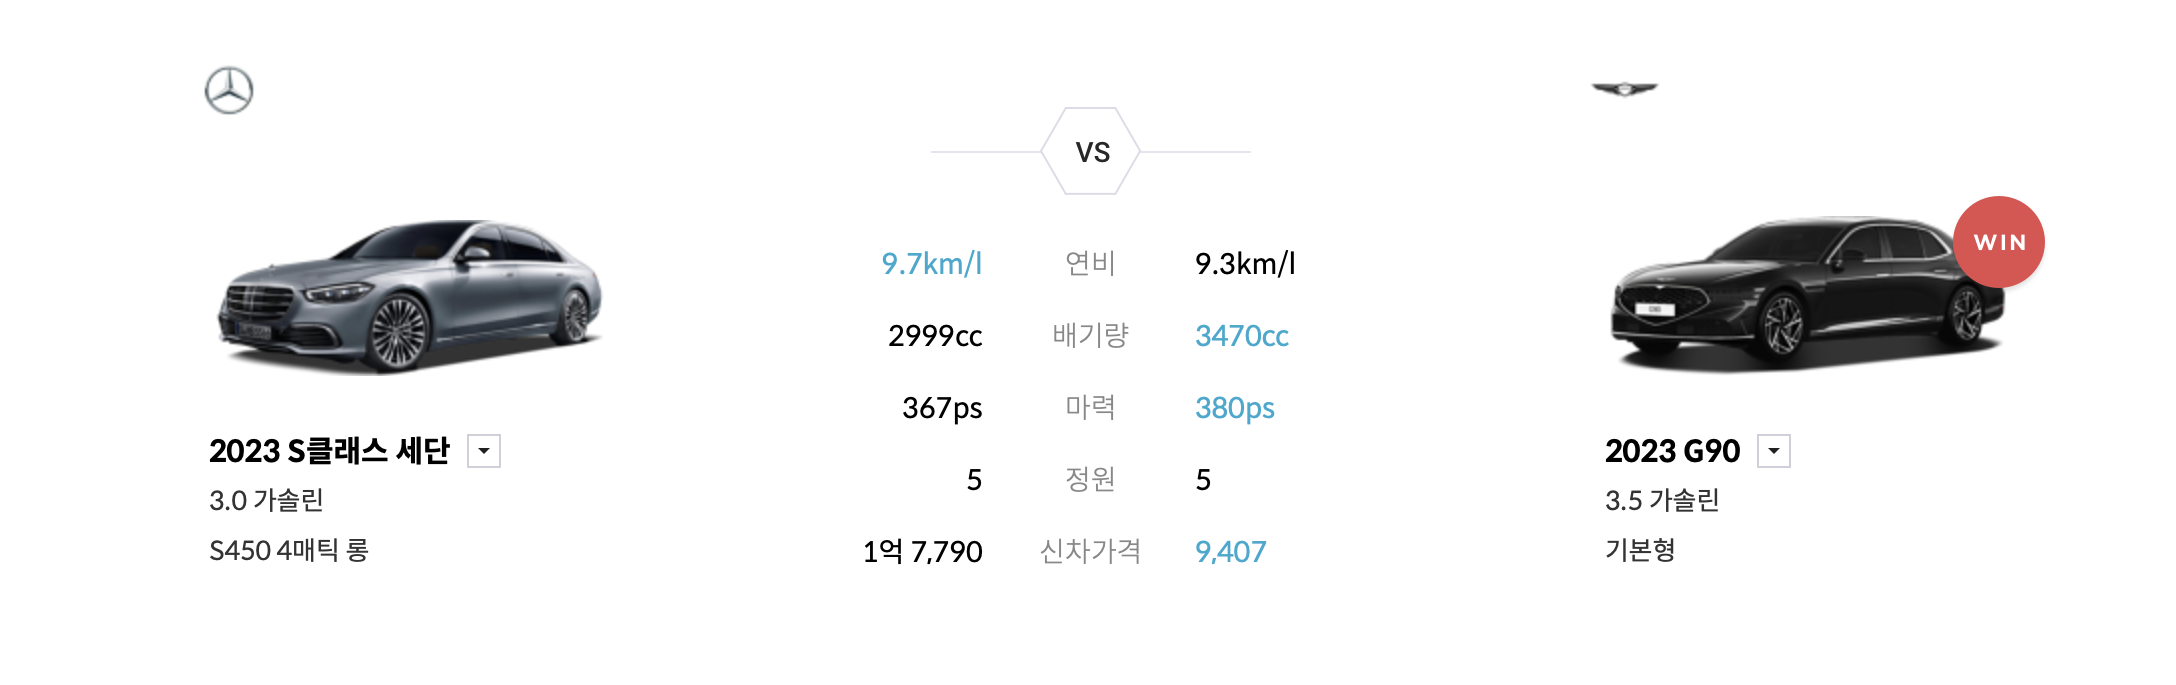 VS
WIN
9.7km/l 연비 9.3km/l
2999cc 배기량 3470cc
367ps 마력 380ps
5 정원 5
1억 7,790 신차가격 9,407
2023 S클래스 세단
3.0 가솔린
S450 4매틱 롱
2023 G90
3.5 가솔린
기본형